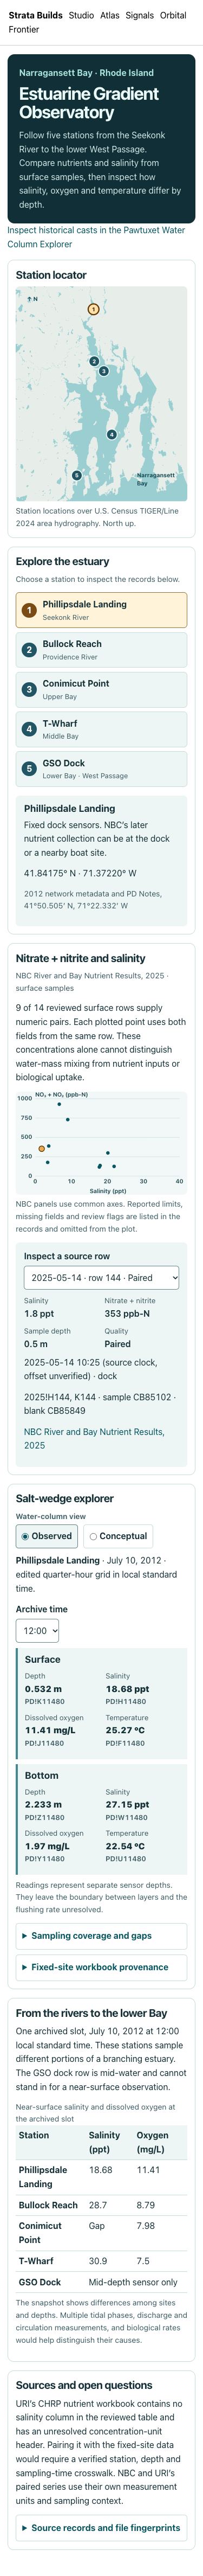 Strata Builds Studio Atlas Signals Orbital
Frontier
Narragansett Bay · Rhode Island
Estuarine Gradient
Observatory
Follow five stations from the Seekonk
River to the lower West Passage.
Compare nutrients and salinity from
surface samples, then inspect how
salinity, oxygen and temperature differ by
depth.
Inspect historical casts in the Pawtuxet Water
Column Explorer
Station locator
↑ N
1
2
3
4
5
Narragansett
Bay
Station locations over U.S. Census TIGER/Line
2024 area hydrography. North up.
Explore the estuary
Choose a station to inspect the records below.
1 Phillipsdale Landing
Seekonk River
2 Bullock Reach
Providence River
3 Conimicut Point
Upper Bay
4 T-Wharf
Middle Bay
5 GSO Dock
Lower Bay · West Passage
Phillipsdale Landing
Fixed dock sensors. NBC's later
nutrient collection can be at the dock
or a nearby boat site.
41.84175° N · 71.37220° W
2012 network metadata and PD Notes,
41°50.505′ N, 71°22.332′ W
Nitrate + nitrite and salinity
NBC River and Bay Nutrient Results, 2025 ·
surface samples
9 of 14 reviewed surface rows supply
numeric pairs. Each plotted point uses both
fields from the same row. These
concentrations alone cannot distinguish
water-mass mixing from nutrient inputs or
biological uptake.
NO₃ + NO₂ (ppb-N)
1000
750
500
250
0
0 10 20 30 40
Salinity (ppt)
NBC panels use common axes. Reported limits,
missing fields and review flags are listed in the
records and omitted from the plot.
Inspect a source row
2025-05-14 · row 144 · Paired
Salinity Nitrate + nitrite
1.8 ppt 353 ppb-N
Sample depth Quality
0.5 m Paired
2025-05-14 10:25 (source clock,
offset unverified) · dock
2025!H144, K144 · sample CB85102 ·
blank CB85849
NBC River and Bay Nutrient Results,
2025
Salt-wedge explorer
Water-column view
Observed Conceptual
Phillipsdale Landing · July 10, 2012 ·
edited quarter-hour grid in local standard
time.
Archive time
12:00
Surface
Depth Salinity
0.532 m 18.68 ppt
PD!K11480 PD!H11480
Dissolved oxygen Temperature
11.41 mg/L 25.27 °C
PD!J11480 PD!F11480
Bottom
Depth Salinity
2.233 m 27.15 ppt
PD!Z11480 PD!W11480
Dissolved oxygen Temperature
1.97 mg/L 22.54 °C
PD!Y11480 PD!U11480
Readings represent separate sensor depths.
They leave the boundary between layers and the
flushing rate unresolved.
▶ Sampling coverage and gaps
▶ Fixed-site workbook provenance
From the rivers to the lower Bay
One archived slot, July 10, 2012 at 12:00
local standard time. These stations sample
different portions of a branching estuary.
The GSO dock row is mid-water and cannot
stand in for a near-surface observation.
Near-surface salinity and dissolved oxygen at
the archived slot
Station Salinity Oxygen
(ppt) (mg/L)
Phillipsdale 18.68 11.41
Landing
Bullock Reach 28.7 8.79
Conimicut Gap 7.98
Point
T-Wharf 30.9 7.5
GSO Dock Mid-depth sensor only
The snapshot shows differences among sites
and depths. Multiple tidal phases, discharge and
circulation measurements, and biological rates
would help distinguish their causes.
Sources and open questions
URI's CHRP nutrient workbook contains no
salinity column in the reviewed table and
has an unresolved concentration-unit
header. Pairing it with the fixed-site data
would require a verified station, depth and
sampling-time crosswalk. NBC and URI's
paired series use their own measurement
units and sampling context.
▶ Source records and file fingerprints